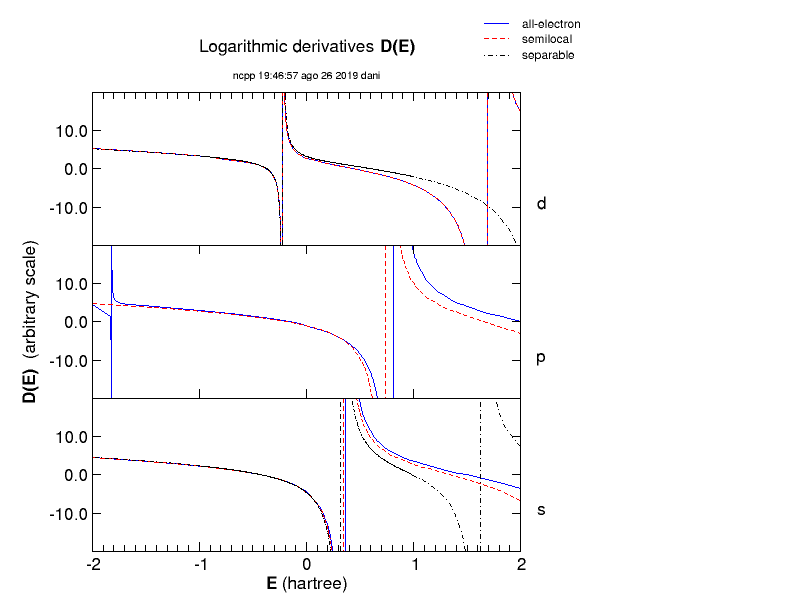 all-electron
semilocal
separable
Logarithmic derivatives D(E)
ncpp 19:46:57 ago 26 2019 dani
10.0
0.0
-10.0
d
10.0
0.0
-10.0
p
10.0
0.0
-10.0
s
D(E) (arbitrary scale)
-2 -1 0 1 2
E (hartree)